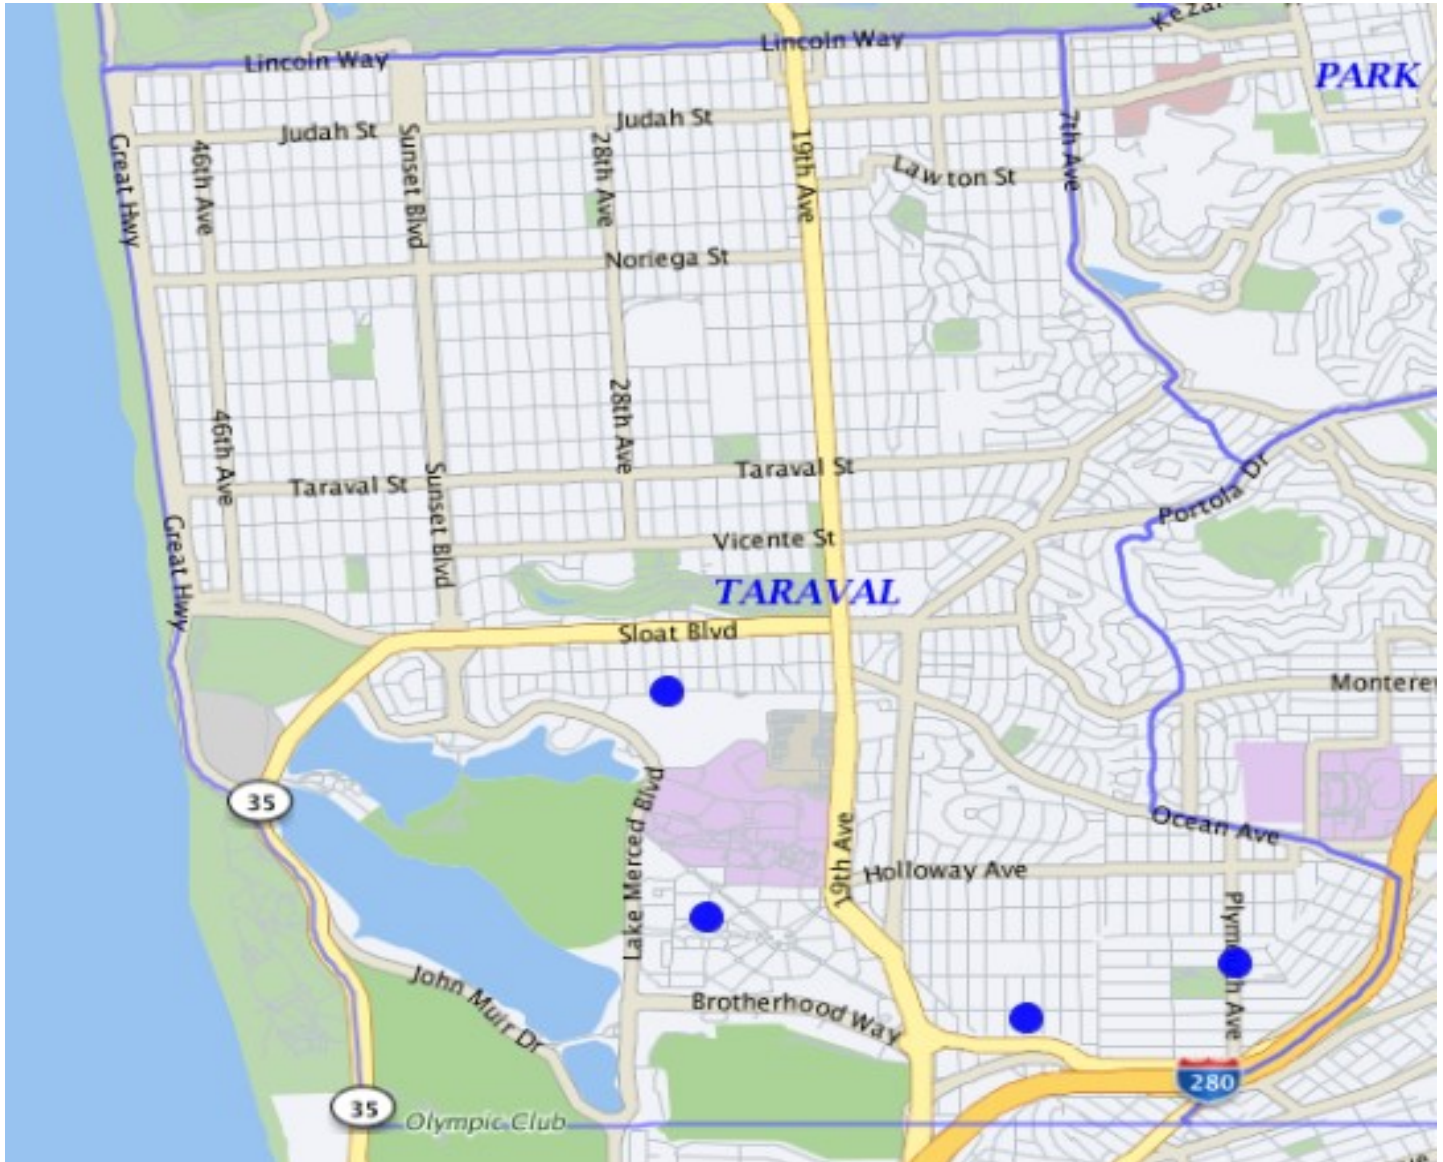 Kezar
Lincoln Way
Lincoln Way
PARK
Judah St
Judah St
Great Hwy
46th Ave
Sunset Blvd
28th Ave
19th Ave
7th Ave
Lawton St
Noriega St
46th Ave
28th Ave
Taraval St
Taraval St
Sunset Blvd
Portola Dr
Great Hwy
Vicente St
TARAVAL
Sloat Blvd
Monterey
35
Lake Merced Blvd
19th Ave
Ocean Ave
Holloway Ave
Plymouth Ave
John Muir Dr
Brotherhood Way
280
35
Olympic Club